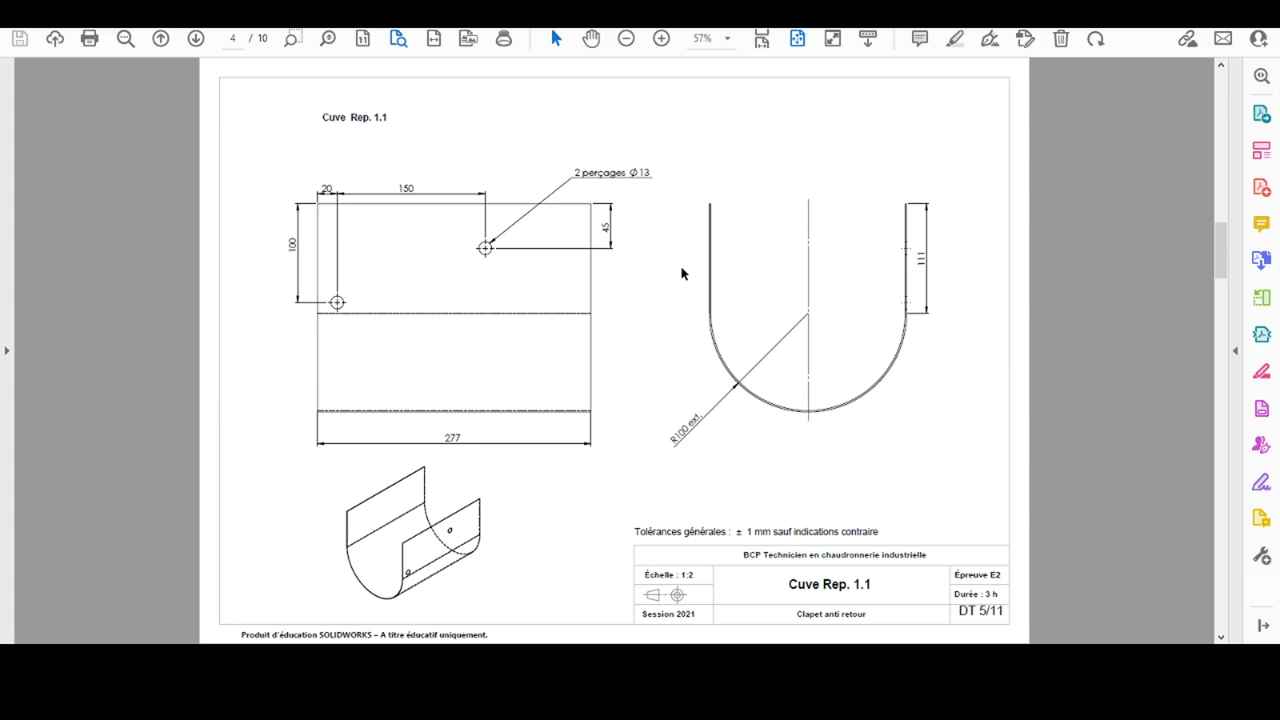 4 / 10
57%
Cuve Rep. 1.1
2 perçages Ø13
20
150
100
45
111
R100 ext.
277
Tolérances générales : ± 1 mm sauf indications contraire
BCP Technicien en chaudronnerie industrielle
Échelle : 1:2
Cuve Rep. 1.1
Épreuve E2
Durée : 3 h
Session 2021
Clapet anti retour
DT 5/11
Produit d'éducation SOLIDWORKS – A titre éducatif uniquement.